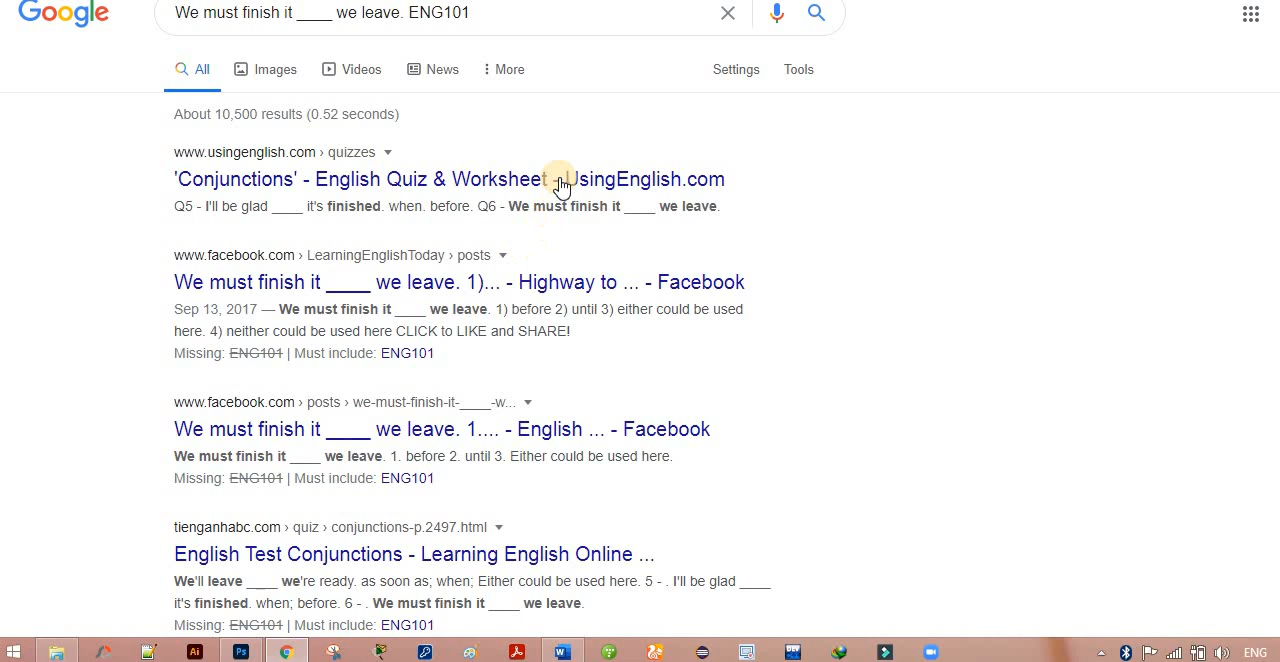 Google
We must finish it ____ we leave. ENG101
All Images Videos News More Settings Tools
About 10,500 results (0.52 seconds)
www.usingenglish.com › quizzes
'Conjunctions' - English Quiz & Worksheet - UsingEnglish.com
Q5 - I'll be glad ____ it's finished. when. before. Q6 - We must finish it ____ we leave.
www.facebook.com › LearningEnglishToday › posts
We must finish it ____ we leave. 1)... - Highway to ... - Facebook
Sep 13, 2017 — We must finish it ____ we leave. 1) before 2) until 3) either could be used
here. 4) neither could be used here CLICK to LIKE and SHARE!
Missing: ENG101 | Must include: ENG101
www.facebook.com › posts › we-must-finish-it-____-w...
We must finish it ____ we leave. 1.... - English ... - Facebook
We must finish it ____ we leave. 1. before 2. until 3. Either could be used here.
Missing: ENG101 | Must include: ENG101
tienganhabc.com › quiz › conjunctions-p.2497.html
English Test Conjunctions - Learning English Online ...
We'll leave ____ we're ready. as soon as; when; Either could be used here. 5 - . I'll be glad ____
it's finished. when; before. 6 - . We must finish it ____ we leave.
Missing: ENG101 | Must include: ENG101
Ai Ps W DEV ENG